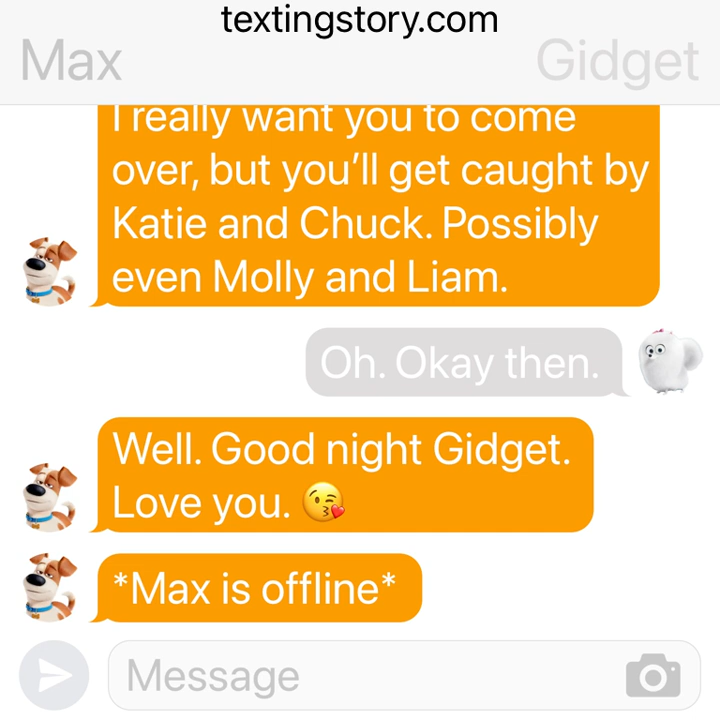 textingstory.com
Max
Gidget
I really want you to come
over, but you’ll get caught by
Katie and Chuck. Possibly
even Molly and Liam.
Oh. Okay then.
Well. Good night Gidget.
Love you. 😘
*Max is offline*
Message